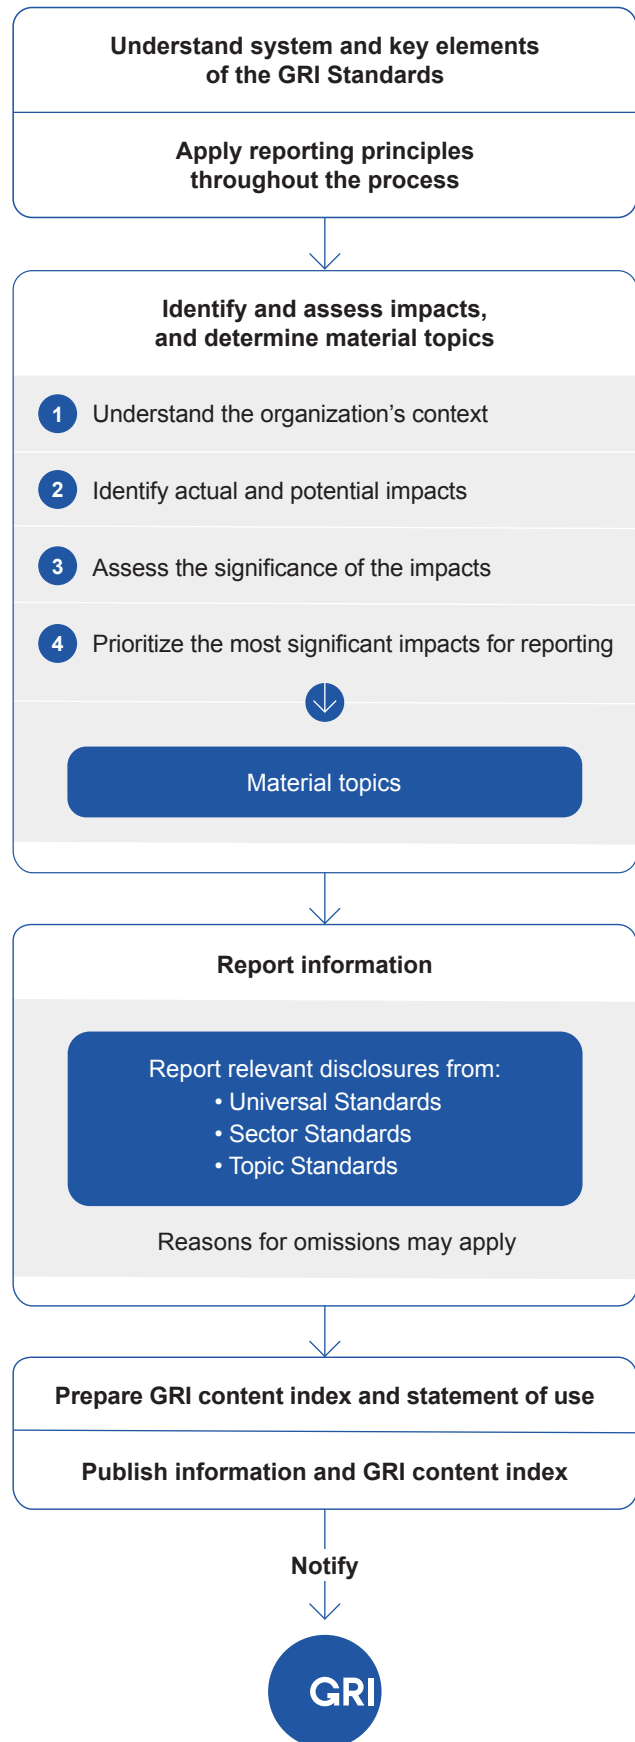 Understand system and key elements
of the GRI Standards
Apply reporting principles
throughout the process
Identify and assess impacts,
and determine material topics
1 Understand the organization’s context
2 Identify actual and potential impacts
3 Assess the significance of the impacts
4 Prioritize the most significant impacts for reporting
Material topics
Report information
Report relevant disclosures from:
• Universal Standards
• Sector Standards
• Topic Standards
Reasons for omissions may apply
Prepare GRI content index and statement of use
Publish information and GRI content index
Notify
GRI